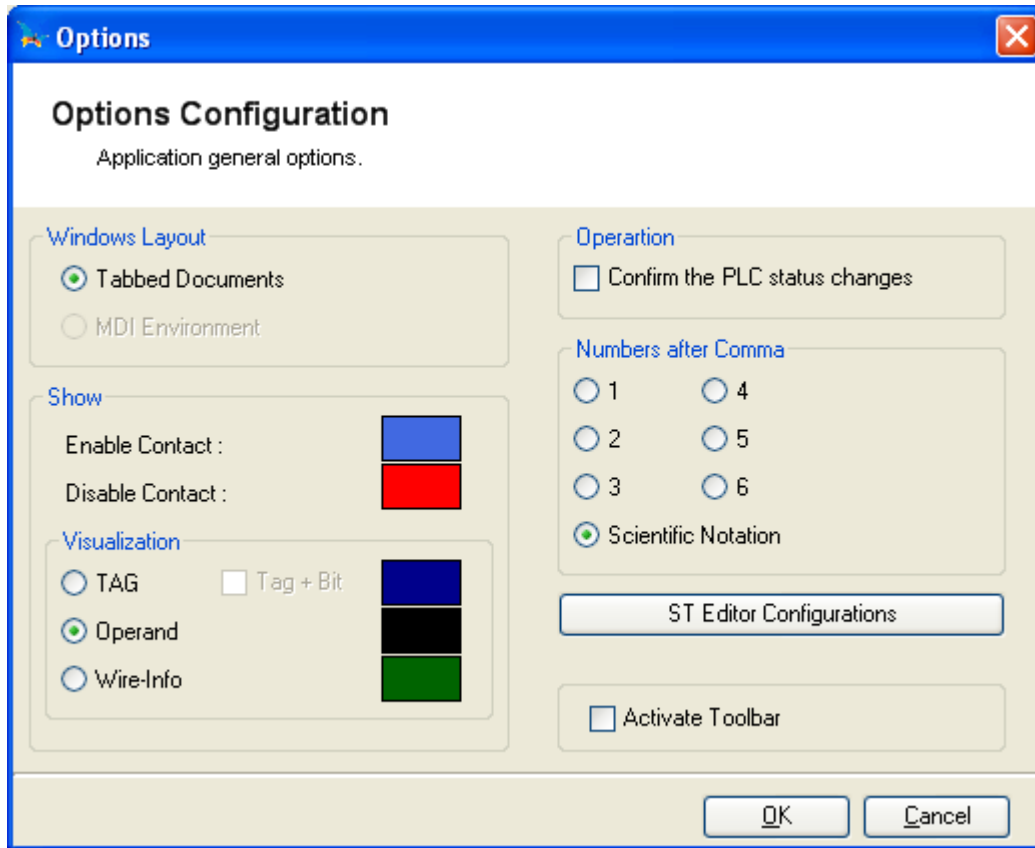 Options
Options Configuration
Application general options.
Windows Layout
Tabbed Documents
MDI Environment
Show
Enable Contact :
Disable Contact :
Visualization
TAG
Tag + Bit
Operand
Wire-Info
Operartion
Confirm the PLC status changes
Numbers after Comma
1 4
2 5
3 6
Scientific Notation
ST Editor Configurations
Activate Toolbar
OK
Cancel